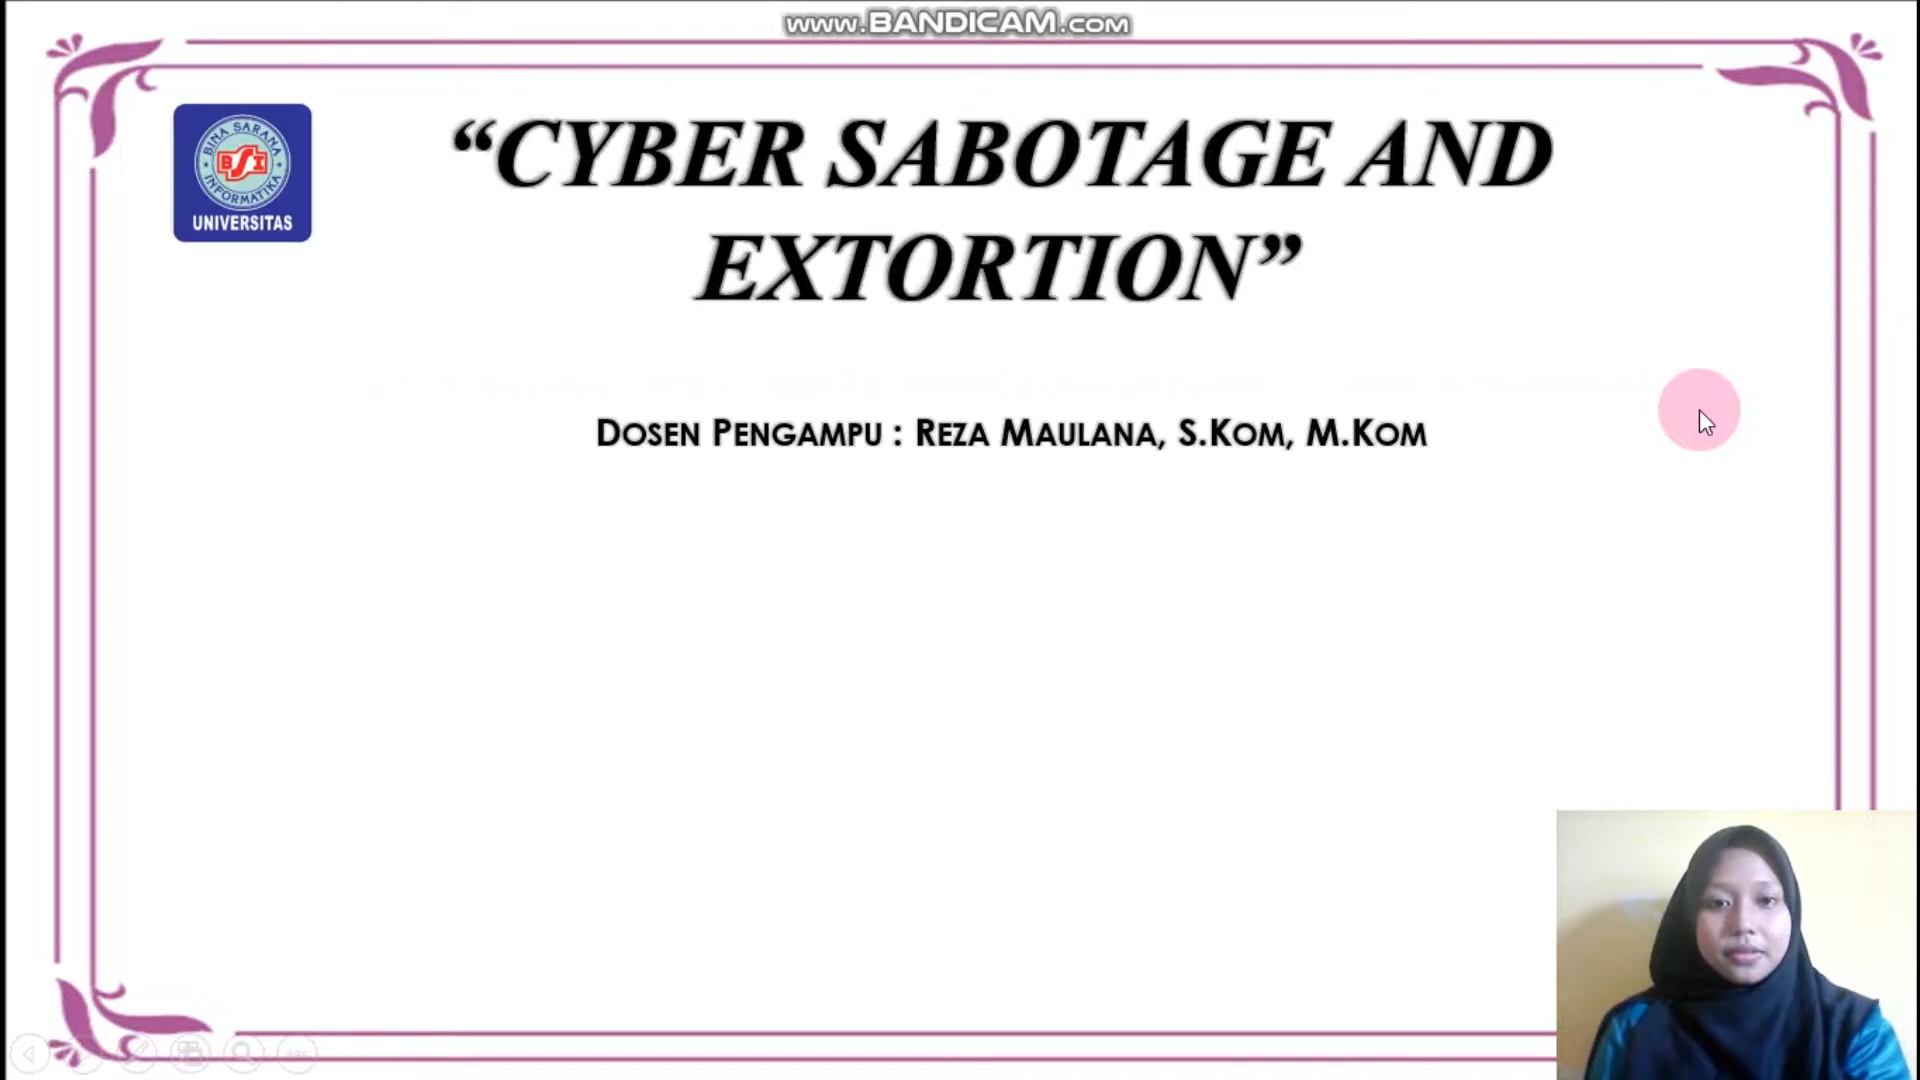 www.BANDICAM.com
BINA SARANA
BSI
INFORMATIKA
UNIVERSITAS
“CYBER SABOTAGE AND
EXTORTION”
DOSEN PENGAMPU : REZA MAULANA, S.KOM, M.KOM